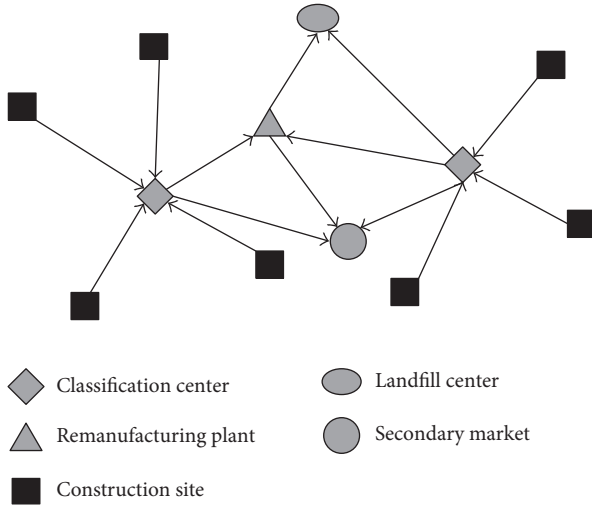 Classification center
Landfill center
Remanufacturing plant
Secondary market
Construction site